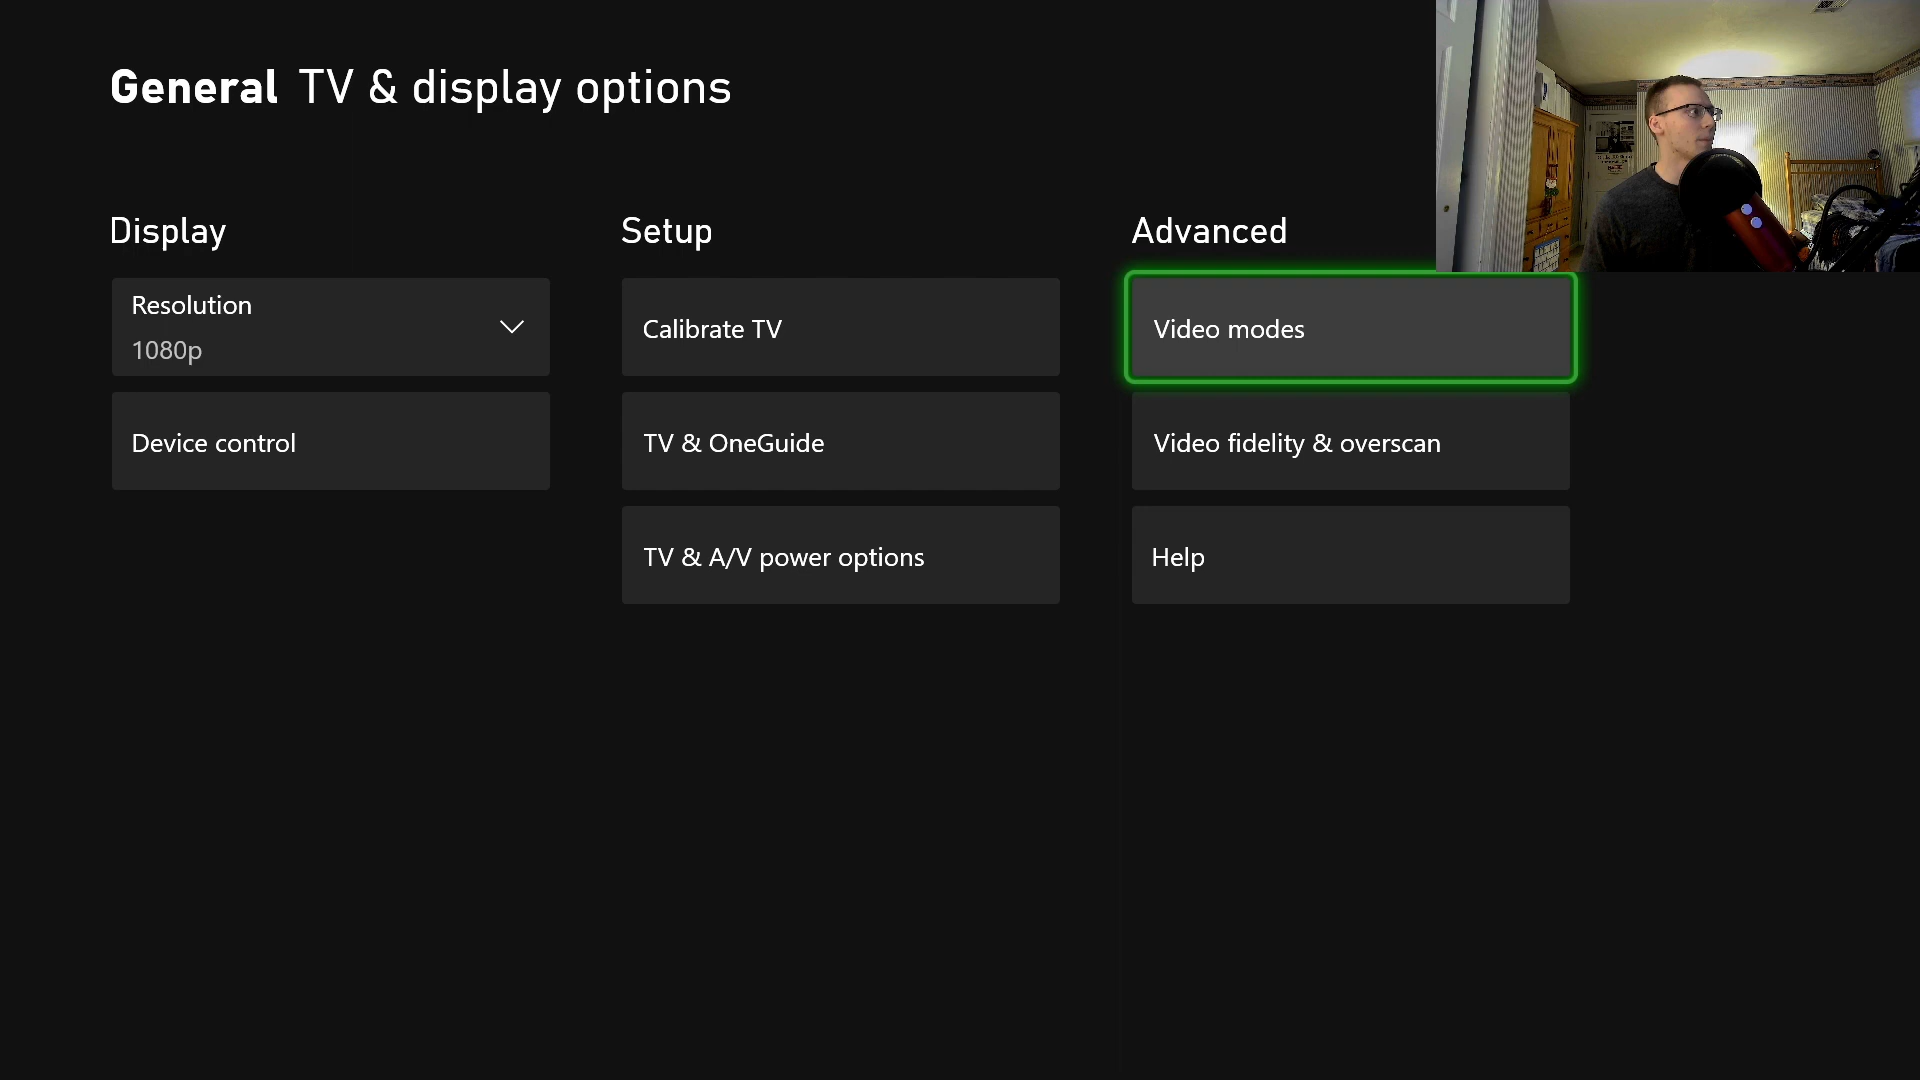 General TV & display options
Display
Setup
Advanced
Resolution
1080p
Calibrate TV
Video modes
Device control
TV & OneGuide
Video fidelity & overscan
TV & A/V power options
Help